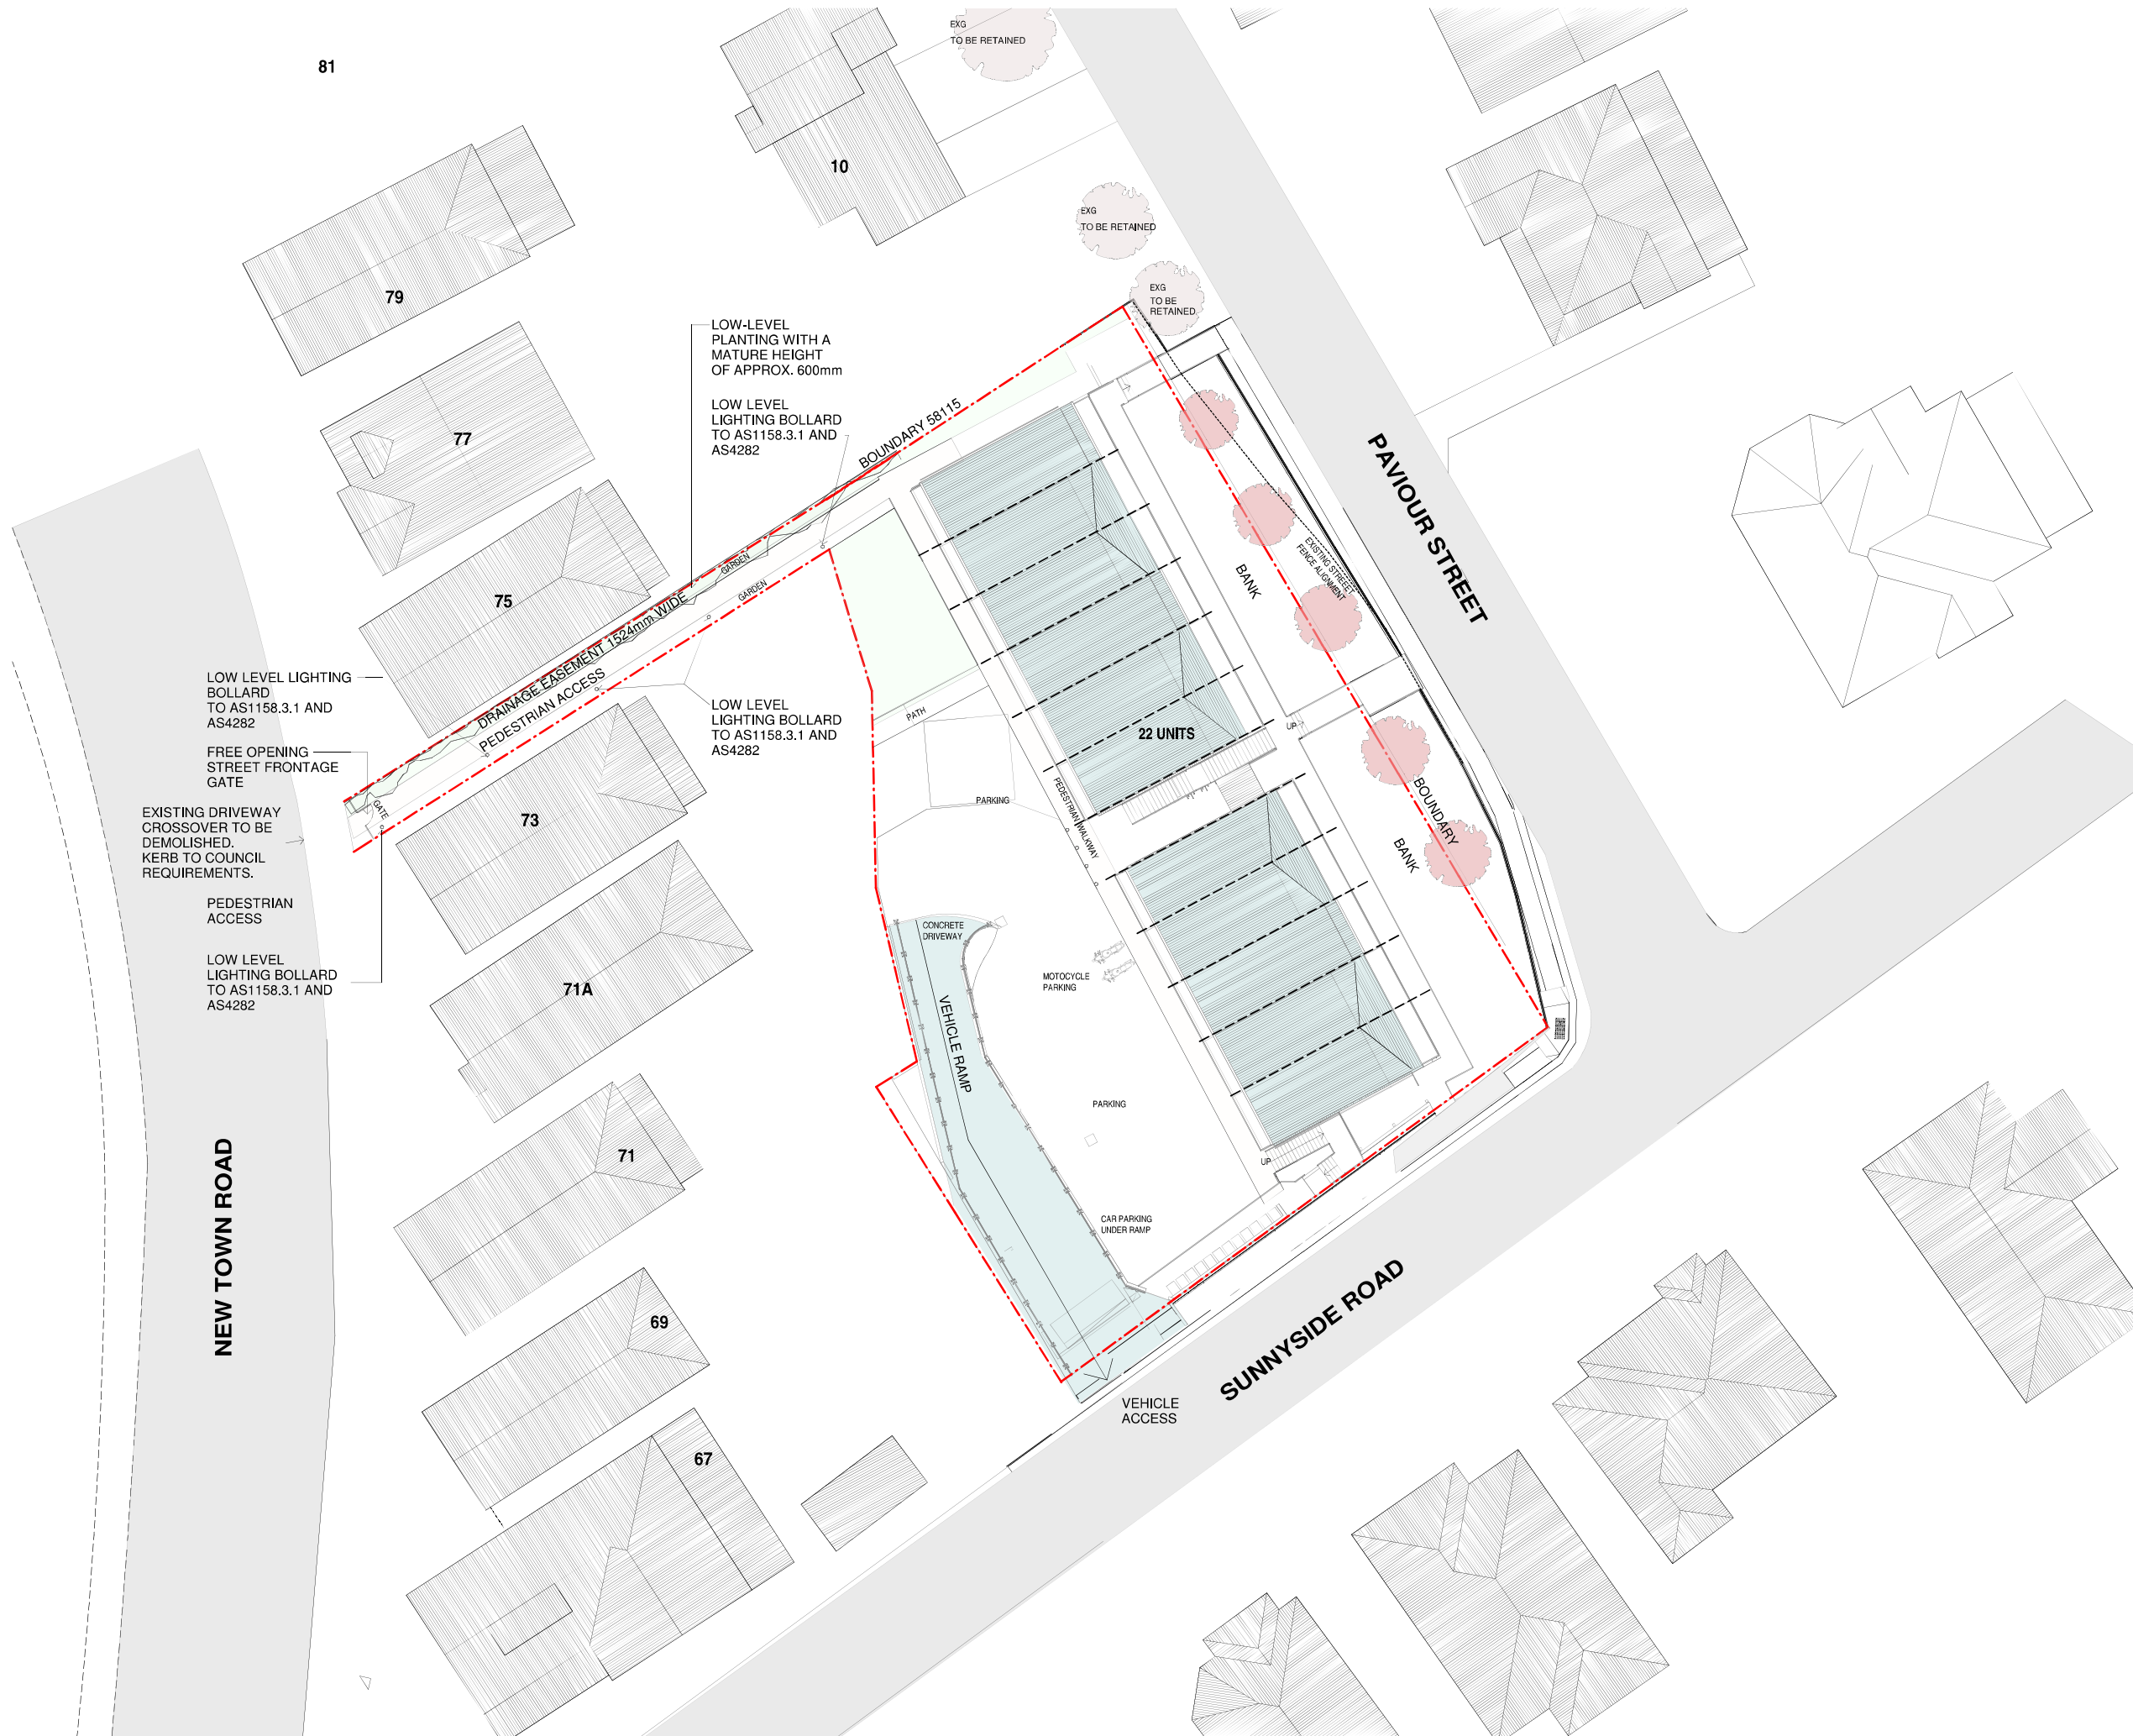 81
EXG
TO BE RETAINED
10
EXG
TO BE RETAINED
79
EXG
TO BE
RETAINED
LOW-LEVEL
PLANTING WITH A
MATURE HEIGHT
OF APPROX. 600mm
LOW LEVEL
LIGHTING BOLLARD
TO AS1158.3.1 AND
AS4282
BOUNDARY 58115
77
PAVIOUR STREET
EXISTING STREET
FENCE ALIGNMENT
BANK
GARDEN
GARDEN
75
DRAINAGE EASEMENT 1524mm WIDE
PEDESTRIAN ACCESS
LOW LEVEL LIGHTING
BOLLARD
TO AS1158.3.1 AND
AS4282
LOW LEVEL
LIGHTING BOLLARD
TO AS1158.3.1 AND
AS4282
PATH
22 UNITS
UP
FREE OPENING
STREET FRONTAGE
GATE
GATE
EXISTING DRIVEWAY
CROSSOVER TO BE
DEMOLISHED.
KERB TO COUNCIL
REQUIREMENTS.
73
PARKING
PEDESTRIAN WALKWAY
BOUNDARY
BANK
PEDESTRIAN
ACCESS
CONCRETE
DRIVEWAY
LOW LEVEL
LIGHTING BOLLARD
TO AS1158.3.1 AND
AS4282
71A
MOTOCYCLE
PARKING
VEHICLE RAMP
PARKING
71
UP
NEW TOWN ROAD
CAR PARKING
UNDER RAMP
69
SUNNYSIDE ROAD
VEHICLE
ACCESS
67